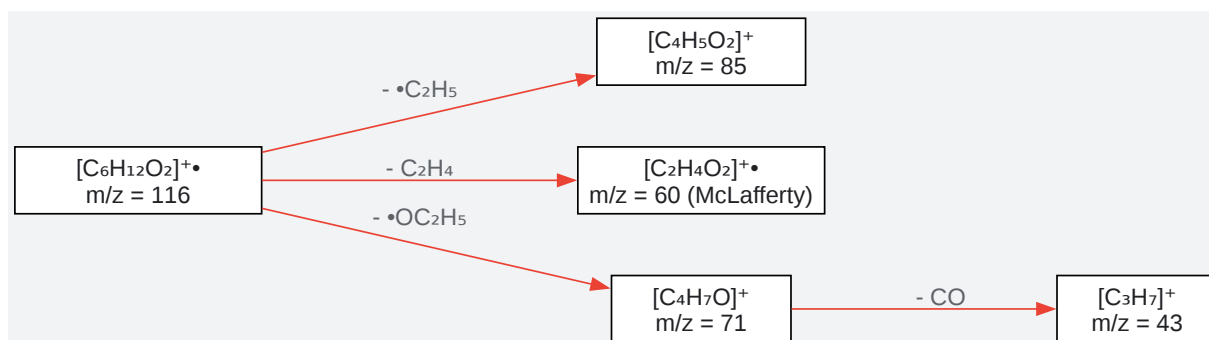 [C₄H₅O₂]⁺
m/z = 85
- •C₂H₅
[C₆H₁₂O₂]⁺•
m/z = 116
- C₂H₄
[C₂H₄O₂]⁺•
m/z = 60 (McLafferty)
- •OC₂H₅
[C₄H₇O]⁺
m/z = 71
- CO
[C₃H₇]⁺
m/z = 43